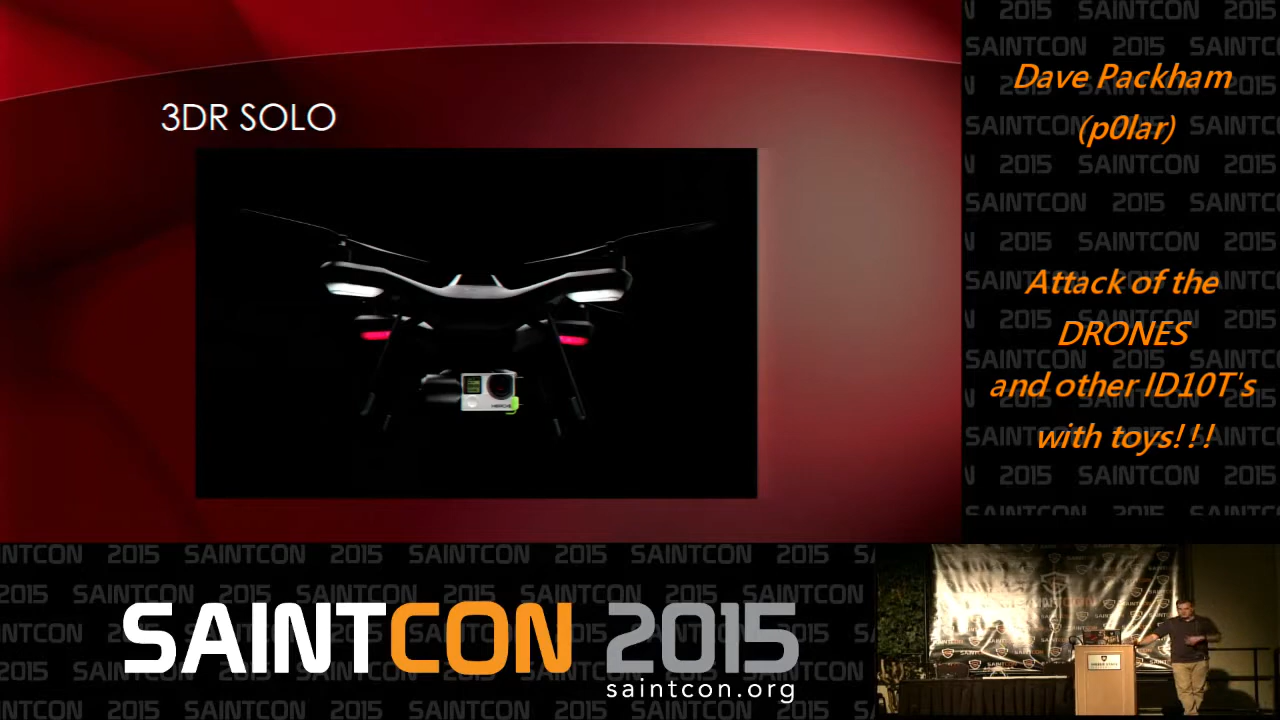 3DR SOLO
Dave Packham
(p0lar)
Attack of the
DRONES
and other ID10T's
with toys!!!
SAINTCON 2015
saintcon.org